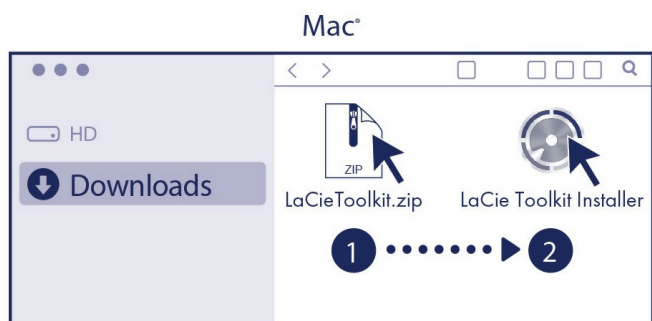 Mac°
HD
Downloads
ZIP
LaCieToolkit.zip
LaCie Toolkit Installer
1
2